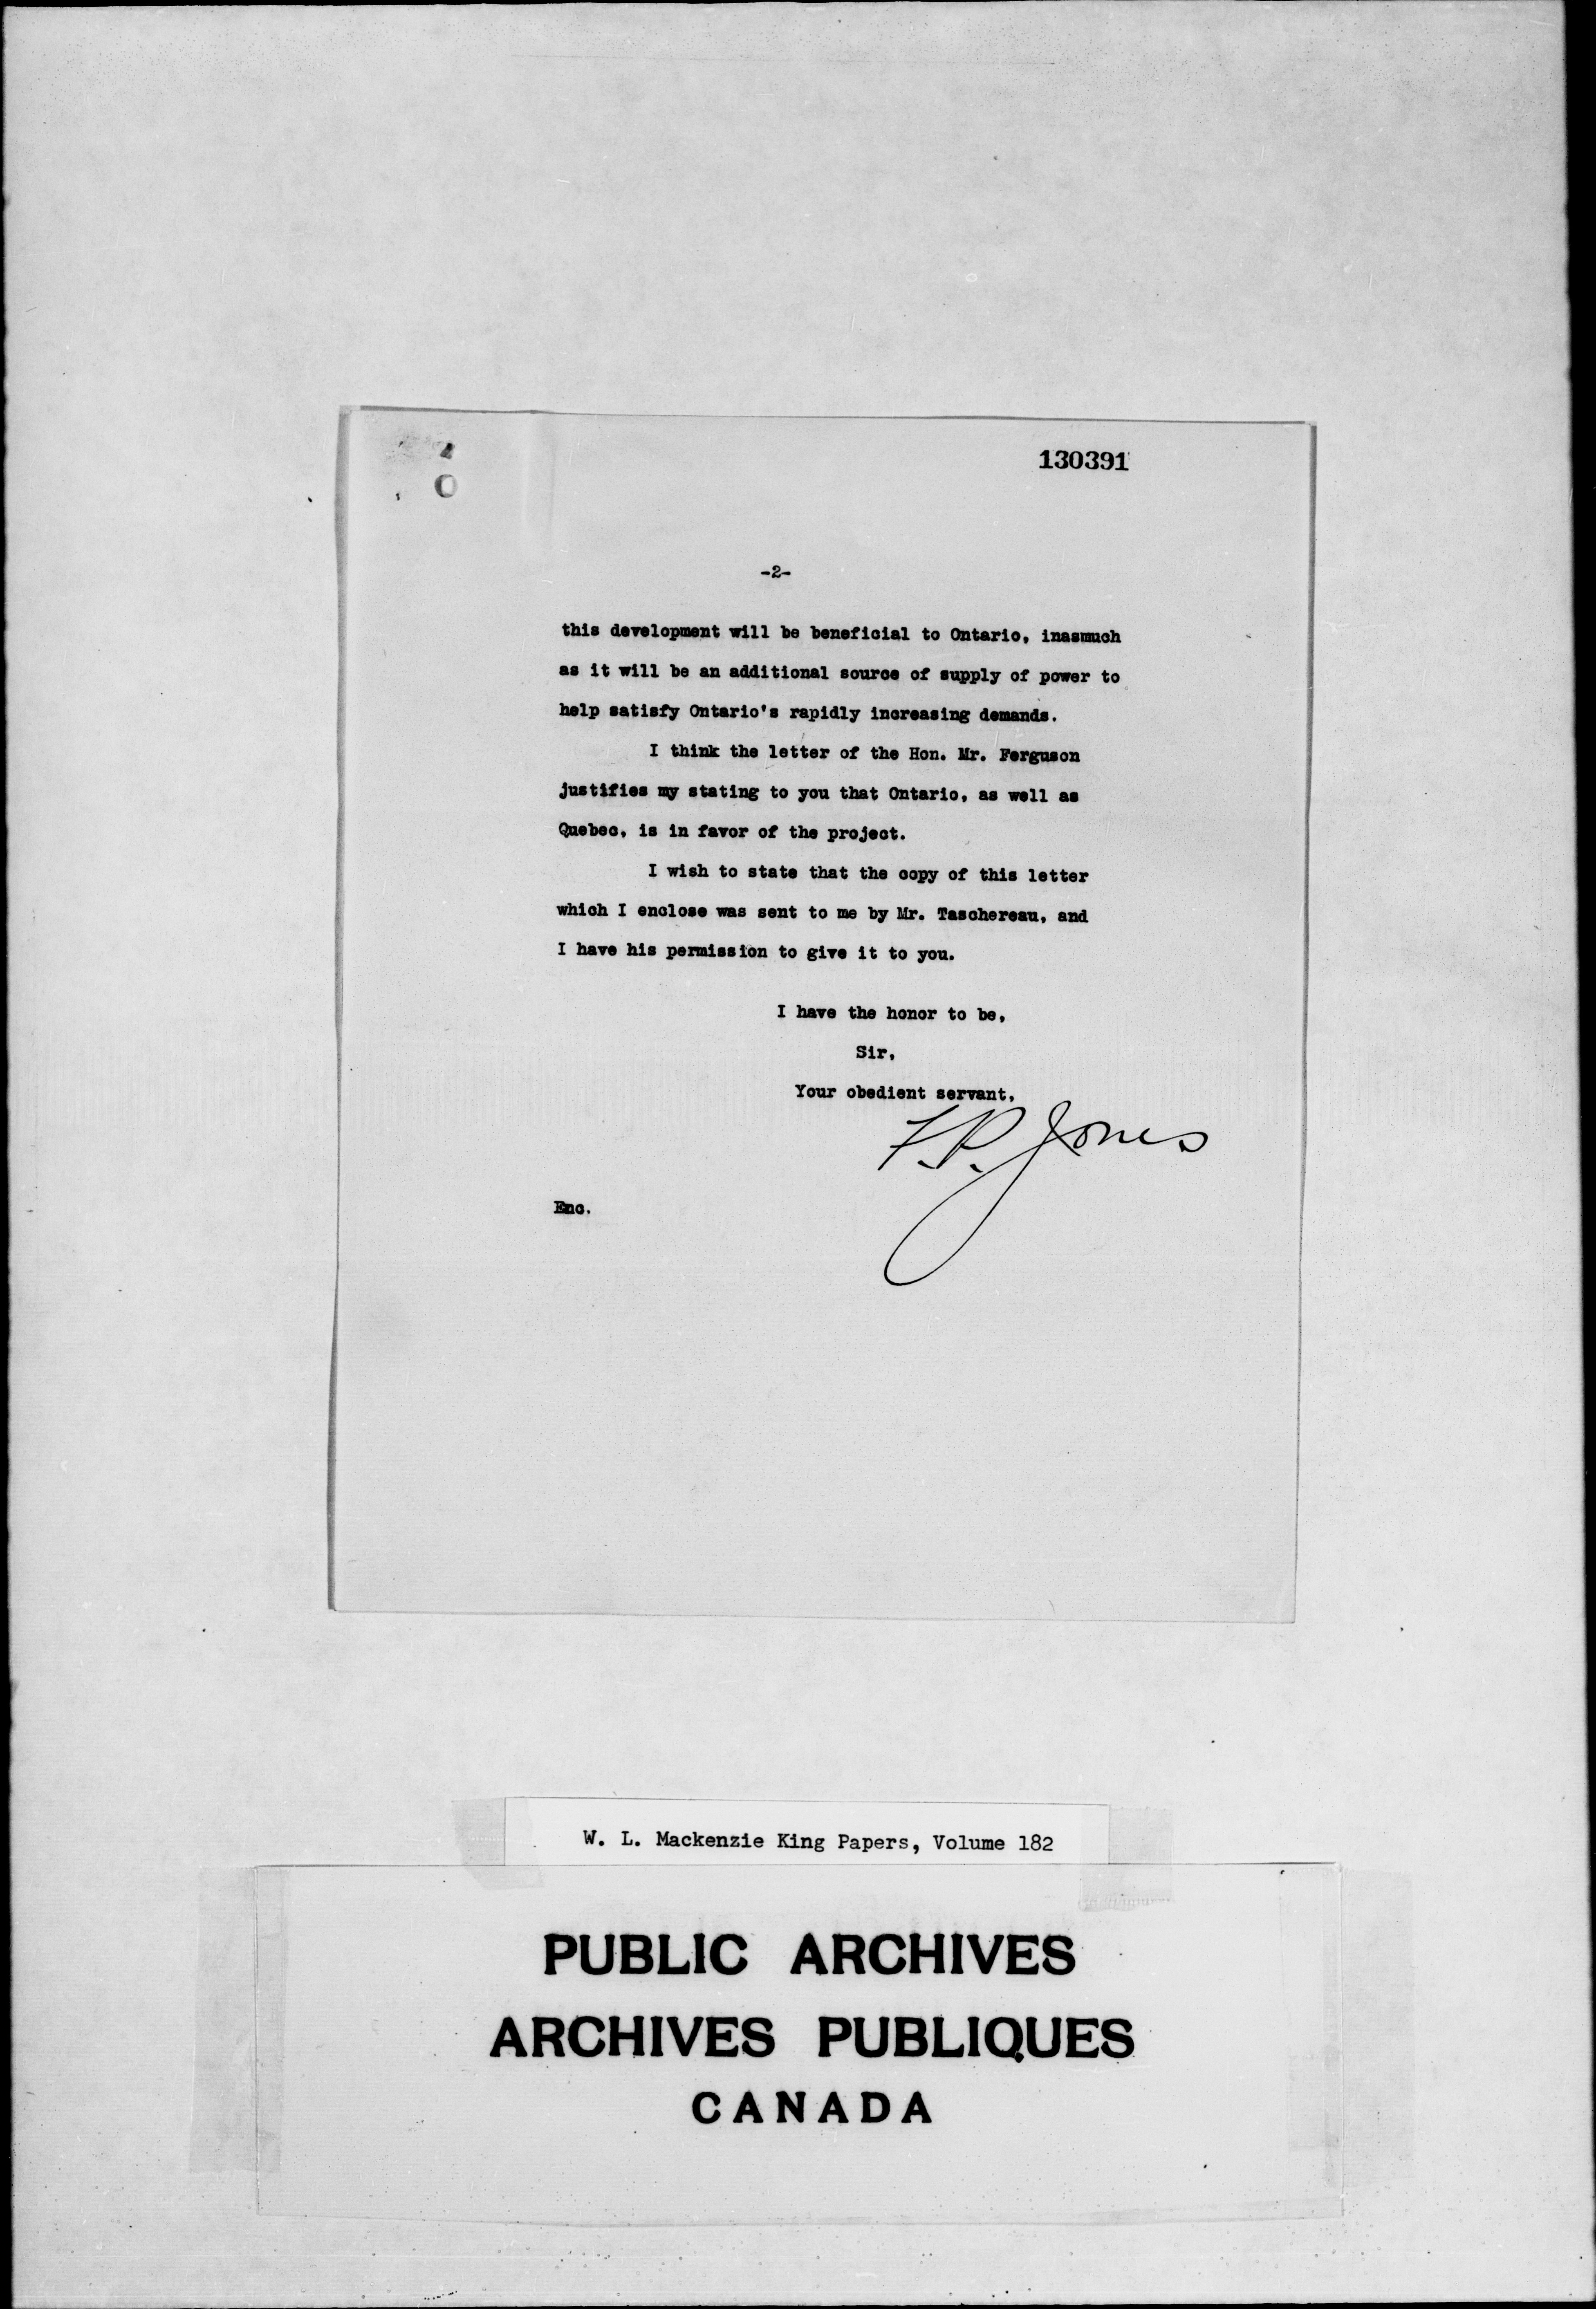 130391
-2-
this development will be beneficial to Ontario, inasmuch
as it will be an additional source of supply of power to
help satisfy Ontario's rapidly increasing demands.
I think the letter of the Hon. Mr. Ferguson
justifies my stating to you that Ontario, as well as
Quebec, is in favor of the project.
I wish to state that the copy of this letter
which I enclose was sent to me by Mr. Taschereau, and
I have his permission to give it to you.
I have the honor to be,
Sir,
Your obedient servant,
F.P. Jones
Enc.
W. L. Mackenzie King Papers, Volume 182
PUBLIC ARCHIVES
ARCHIVES PUBLIQUES
CANADA